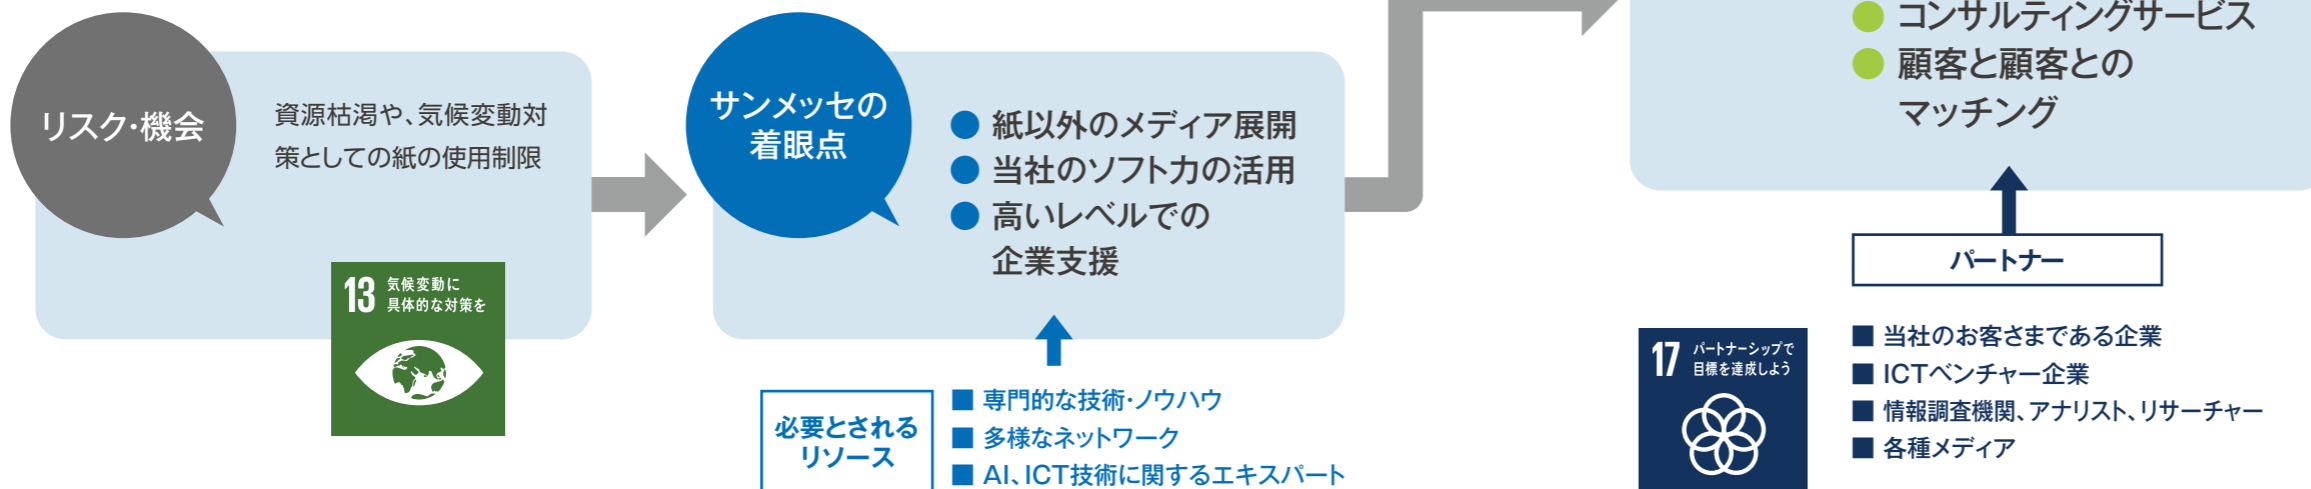 リスク・機会
資源枯渇や、気候変動対
策としての紙の使用制限
13 気候変動に
具体的な対策を
サンメッセの
着眼点
● 紙以外のメディア展開
● 当社のソフト力の活用
● 高いレベルでの
企業支援
必要とされる
リソース
■ 専門的な技術・ノウハウ
■ 多様なネットワーク
■ AI、ICT技術に関するエキスパート
● コンサルティングサービス
● 顧客と顧客との
マッチング
パートナー
17 パートナーシップで
目標を達成しよう
■ 当社のお客さまである企業
■ ICTベンチャー企業
■ 情報調査機関、アナリスト、リサーチャー
■ 各種メディア